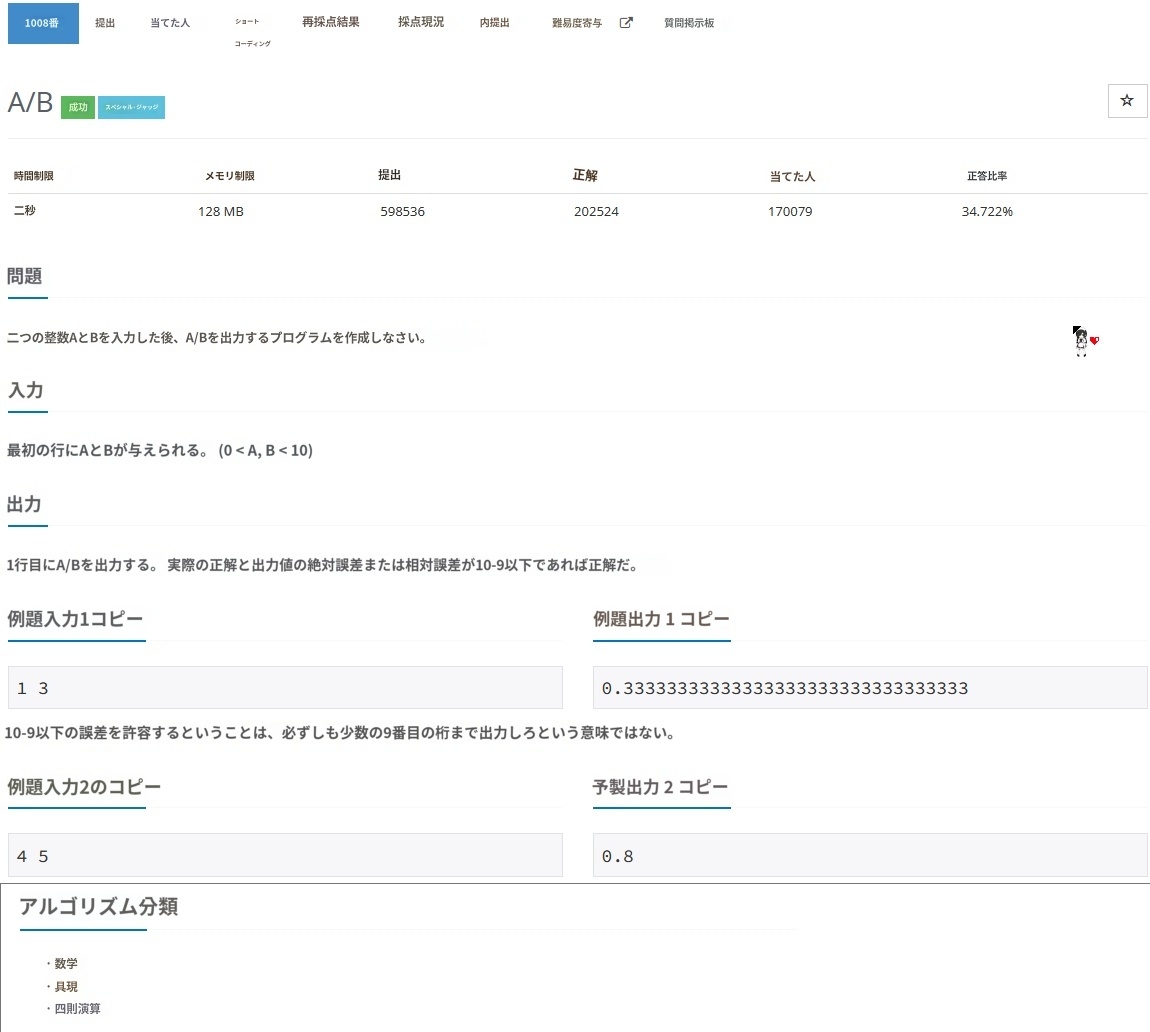 1008番 提出 当てた人 ショート 再採点結果 採点現況 内提出 難易度寄与 質問掲示板
コーディング
A/B 成功 スペシャル・ジャッジ
時間制限 メモリ制限 提出 正解 当てた人 正答比率
二秒 128 MB 598536 202524 170079 34.722%
問題
二つの整数AとBを入力した後、A/Bを出力するプログラムを作成しなさい。
入力
最初の行にAとBが与えられる。 (0 < A, B < 10)
出力
1行目にA/Bを出力する。 実際の正解と出力値の絶対誤差または相対誤差が10-9以下であれば正解だ。
例題入力1コピー 例題出力 1 コピー
1 3 0.33333333333333333333333333333333
10-9以下の誤差を許容するということは、必ずしも少数の9番目の桁まで出力しろという意味ではない。
例題入力2のコピー 予製出力 2 コピー
4 5 0.8
アルゴリズム分類
・数学
・具現
・四則演算